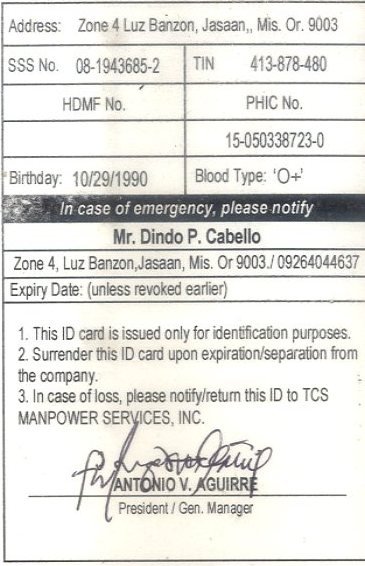 Address: Zone 4 Luz Banzon, Jasaan,, Mis. Or. 9003
SSS No. 08-1943685-2 TIN 413-878-480
HDMF No. PHIC No.
15-050338723-0
Birthday: 10/29/1990 Blood Type: 'O+'
In case of emergency, please notify
Mr. Dindo P. Cabello
Zone 4, Luz Banzon,Jasaan, Mis. Or 9003./ 09264044637
Expiry Date: (unless revoked earlier)
1. This ID card is issued only for identification purposes.
2. Surrender this ID card upon expiration/separation from
the company.
3. In case of loss, please notify/return this ID to TCS
MANPOWER SERVICES, INC.
ANTONIO V. AGUIRRE
President / Gen. Manager